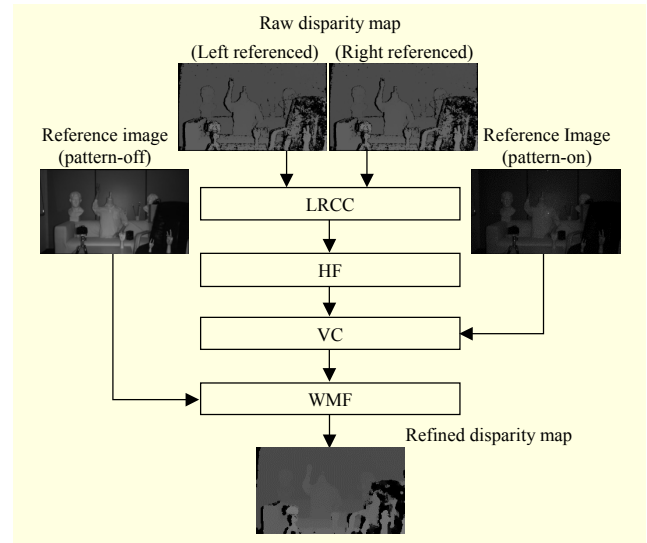 Raw disparity map
(Left referenced) (Right referenced)
Reference image
(pattern-off)
Reference Image
(pattern-on)
LRCC
HF
VC
WMF
Refined disparity map